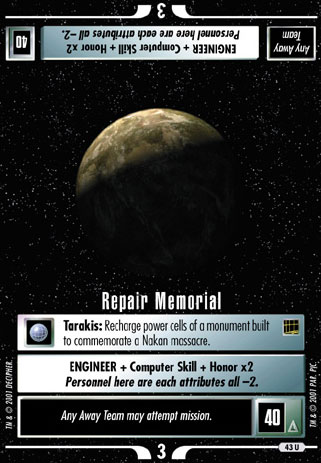 3
ENGINEER + Computer Skill + Honor x2
Personnel here are each attributes all -2.
40
Any Away
Team
Repair Memorial
Tarakis: Recharge power cells of a monument built
to commemorate a Nakan massacre.
ENGINEER + Computer Skill + Honor x2
Personnel here are each attributes all -2.
Any Away Team may attempt mission.
40
3
43 U
TM & © 2001 DECIPHER.
TM & © 2001 PAR. PIC.